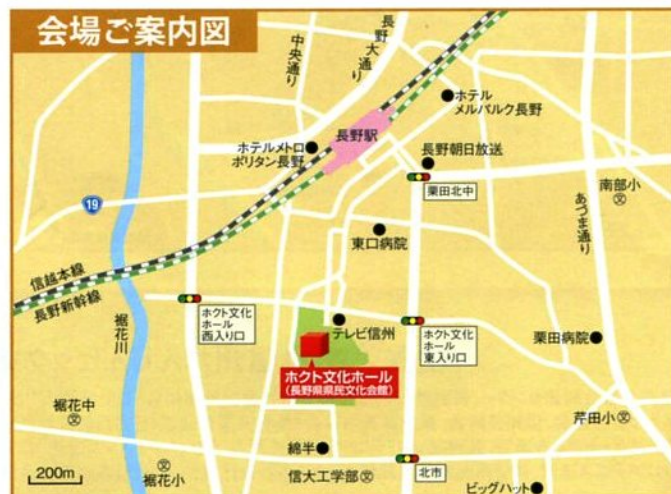 会場ご案内図
中央通り
長野大通り
ホテル
メルパルク長野
長野駅
ホテルメトロ
ポリタン長野
長野朝日放送
栗田北中
南部小
文
あづま通り
19
東口病院
信越本線
長野新幹線
裾花川
ホクト文化
ホール
西入り口
テレビ信州
ホクト文化
ホール
東入り口
栗田病院
ホクト文化ホール
(長野県県民文化会館)
裾花中
文
芹田小文
綿半
200m
文
裾花小
信大工学部文
北市
ビッグハット